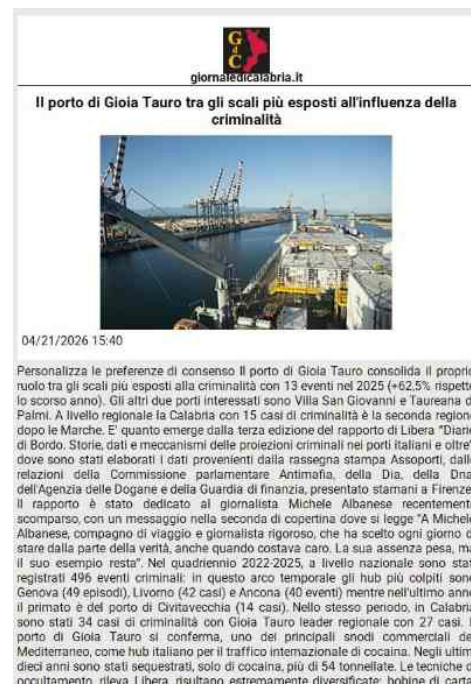 G
d
C
giornaledicalabria.it
Il porto di Gioia Tauro tra gli scali più esposti all'influenza della
criminalità
04/21/2026 15:40
Personalizza le preferenze di consenso Il porto di Gioia Tauro consolida il proprio
ruolo tra gli scali più esposti alla criminalità con 13 eventi nel 2025 (+62,5% rispetto
lo scorso anno). Gli altri due porti interessati sono Villa San Giovanni e Taureana di
Palmi. A livello regionale la Calabria con 15 casi di criminalità è la seconda regione
dopo le Marche. E' quanto emerge dalla terza edizione del rapporto di Libera "Diario
di Bordo. Storie, dati e meccanismi delle proiezioni criminali nei porti italiani e oltre"
dove sono stati elaborati i dati provenienti dalla rassegna stampa Assoporti, dalle
relazioni della Commissione parlamentare Antimafia, della Dia, della Dna
dell'Agenzia delle Dogane e della Guardia di finanza, presentato stamani a Firenze.
Il rapporto è stato dedicato al giornalista Michele Albanese recentemente
scomparso, con un messaggio nella seconda di copertina dove si legge "A Michele
Albanese, compagno di viaggio e giornalista rigoroso, che ha scelto ogni giorno di
stare dalla parte della verità, anche quando costava caro. La sua assenza pesa, ma
il suo esempio resta". Nel quadriennio 2022-2025, a livello nazionale sono stati
registrati 496 eventi criminali: in questo arco temporale gli hub più colpiti sono
Genova (49 episodi), Livorno (42 casi) e Ancona (40 eventi) mentre nell'ultimo anno
il primato è del porto di Civitavecchia (14 casi). Nello stesso periodo, in Calabria
sono stati 34 casi di criminalità con Gioia Tauro leader regionale con 27 casi. Il
porto di Gioia Tauro si conferma, uno dei principali snodi commerciali del
Mediterraneo, come hub italiano per il traffico internazionale di cocaina. Negli ultimi
dieci anni sono stati sequestrati, solo di cocaina, più di 54 tonnellate. Le tecniche di
occultamento, rileva Libera, risultano estremamente diversificate: bobine di carta